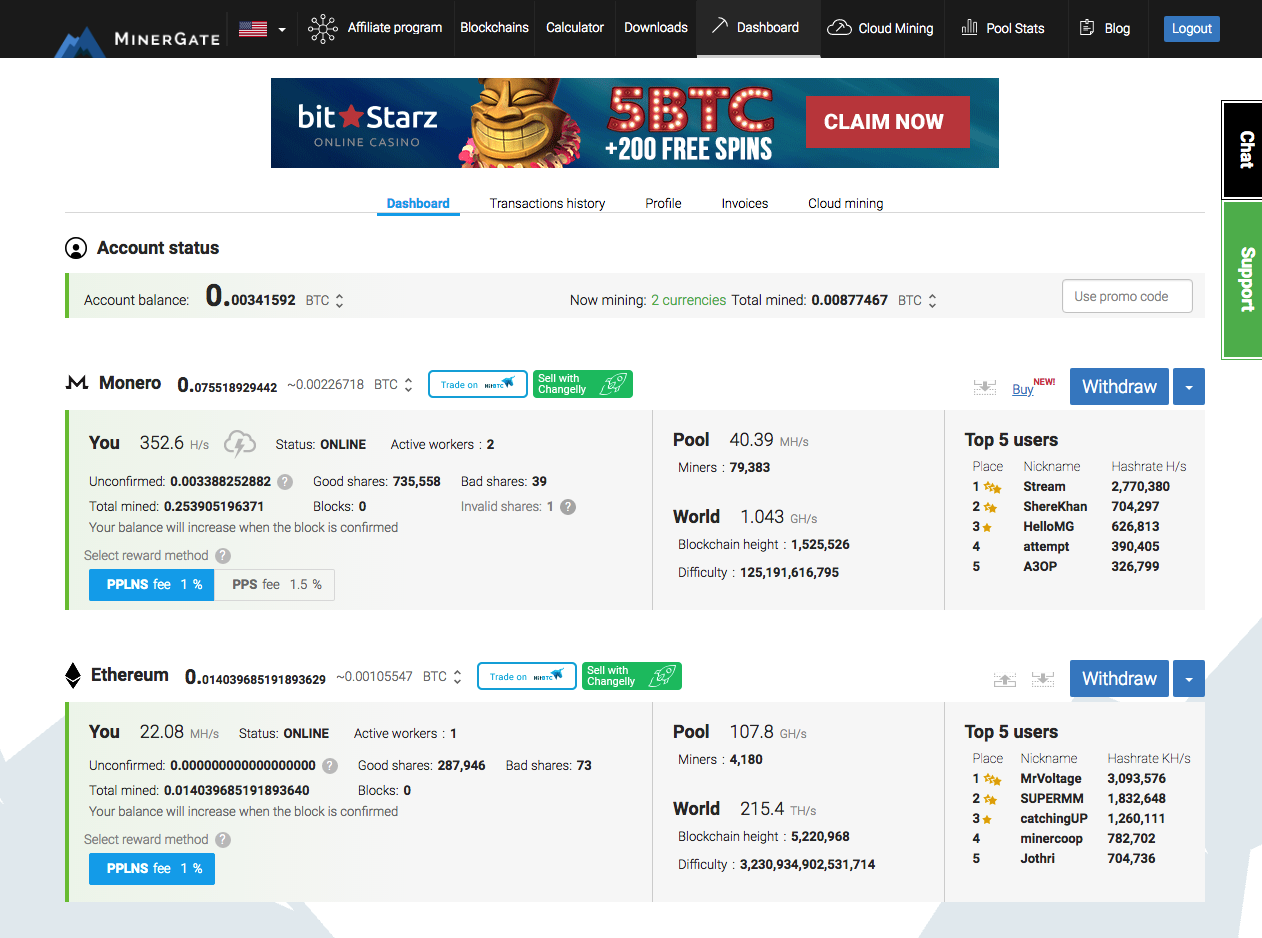 MinerGate Affiliate program Blockchains Calculator Downloads Dashboard Cloud Mining Pool Stats Blog Logout
bit Starz
ONLINE CASINO
5BTC
+200 FREE SPINS
CLAIM NOW
Chat
Support
Dashboard Transactions history Profile Invoices Cloud mining
Account status
Account balance: 0.00341592 BTC Now mining: 2 currencies Total mined: 0.00877467 BTC Use promo code
Monero 0.075518929442 ~0.00226718 BTC Trade on HitBTC Sell with Changelly Buy NEW! Withdraw
You 352.6 H/s Status: ONLINE Active workers : 2
Unconfirmed: 0.003388252882 ? Good shares: 735,558 Bad shares: 39
Total mined: 0.253905196371 Blocks: 0 Invalid shares: 1 ?
Your balance will increase when the block is confirmed
Select reward method ?
PPLNS fee 1 % PPS fee 1.5 %
Pool 40.39 MH/s
Miners : 79,383
World 1.043 GH/s
Blockchain height : 1,525,526
Difficulty : 125,191,616,795
Top 5 users
Place Nickname Hashrate H/s
1 Stream 2,770,380
2 ShereKhan 704,297
3 HelloMG 626,813
4 attempt 390,405
5 A3OP 326,799
Ethereum 0.014039685191893629 ~0.00105547 BTC Trade on HitBTC Sell with Changelly Withdraw
You 22.08 MH/s Status: ONLINE Active workers : 1
Unconfirmed: 0.000000000000000000 ? Good shares: 287,946 Bad shares: 73
Total mined: 0.014039685191893640 Blocks: 0
Your balance will increase when the block is confirmed
Select reward method ?
PPLNS fee 1 %
Pool 107.8 GH/s
Miners : 4,180
World 215.4 TH/s
Blockchain height : 5,220,968
Difficulty : 3,230,934,902,531,714
Top 5 users
Place Nickname Hashrate KH/s
1 MrVoltage 3,093,576
2 SUPERMM 1,832,648
3 catchingUP 1,260,111
4 minercoop 782,702
5 Jothri 704,736